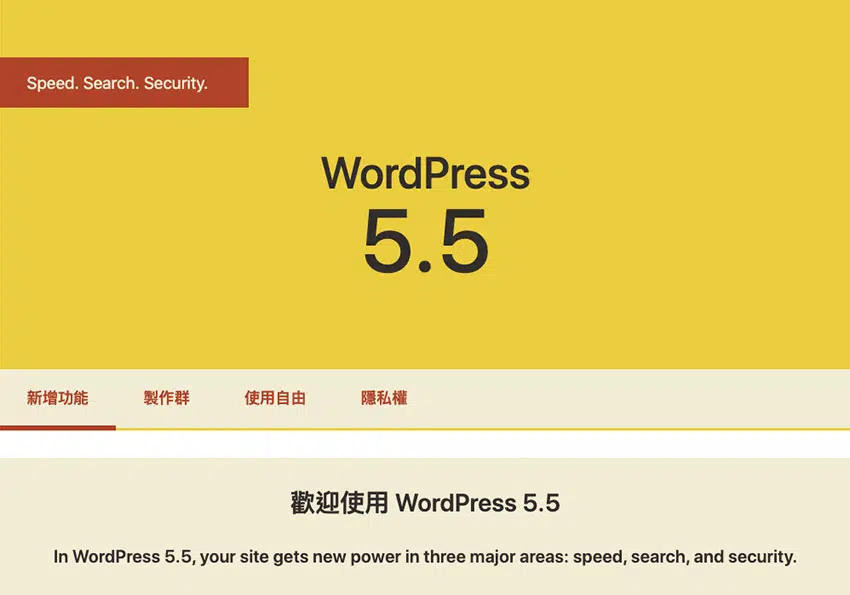 Speed. Search. Security.
WordPress
5.5
新增功能 製作群 使用自由 隱私權
歡迎使用 WordPress 5.5
In WordPress 5.5, your site gets new power in three major areas: speed, search, and security.